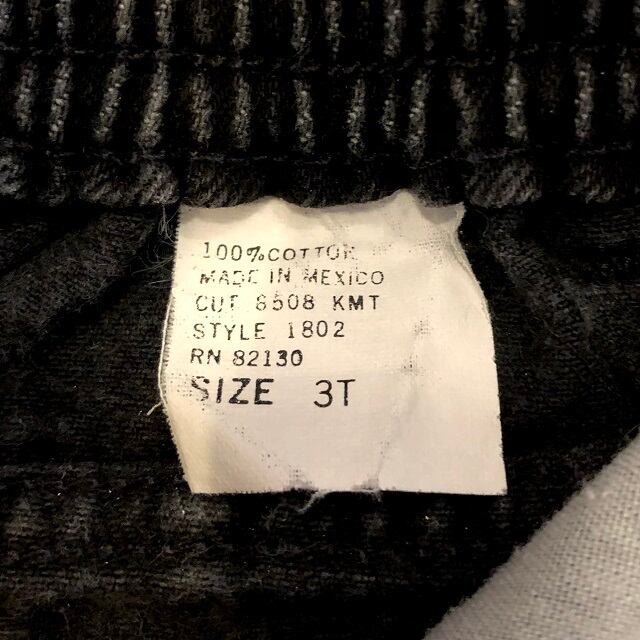 100% COTTON
MADE IN MEXICO
CUT 8508 KMT
STYLE 1802
RN 82130
SIZE 3T